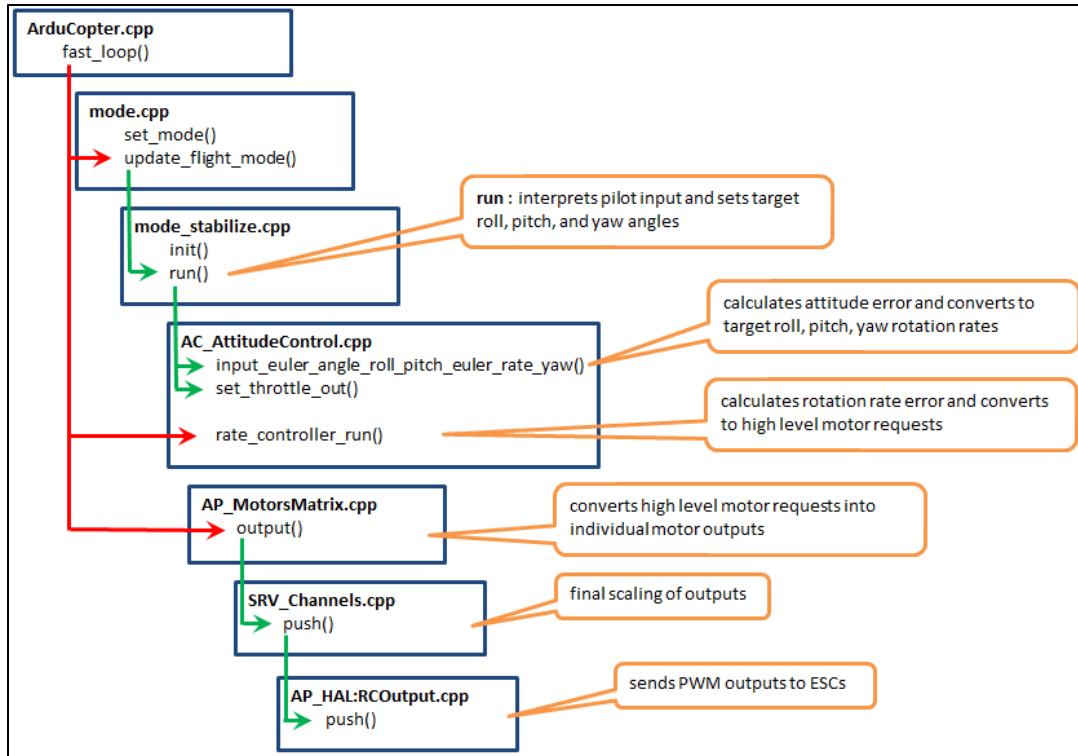 ArduCopter.cpp
fast_loop()
mode.cpp
set_mode()
update_flight_mode()
run : interprets pilot input and sets target
roll, pitch, and yaw angles
mode_stabilize.cpp
init()
run()
calculates attitude error and converts to
target roll, pitch, yaw rotation rates
AC_AttitudeControl.cpp
input_euler_angle_roll_pitch_euler_rate_yaw()
set_throttle_out()
calculates rotation rate error and converts
to high level motor requests
rate_controller_run()
AP_MotorsMatrix.cpp
output()
converts high level motor requests into
individual motor outputs
SRV_Channels.cpp
push()
final scaling of outputs
AP_HAL:RCOutput.cpp
push()
sends PWM outputs to ESCs